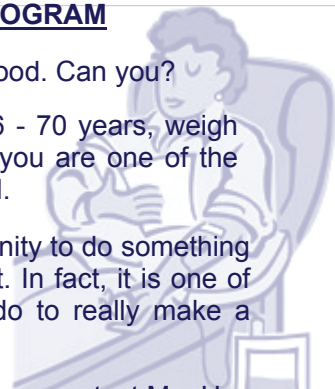 OGRAM
ood. Can you?
6 - 70 years, weigh
you are one of the
nity to do something
t. In fact, it is one of
do to really make a